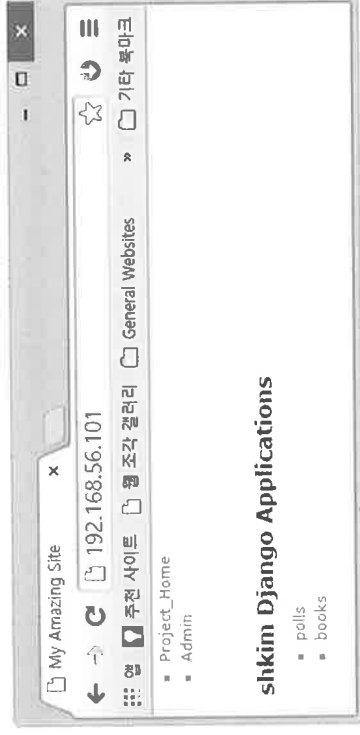 My Amazing Site
192.168.56.101
앱 추천 사이트 웹 조각 갤러리 General Websites » 기타 북마크
Project_Home
Admin
shkim Django Applications
polls
books